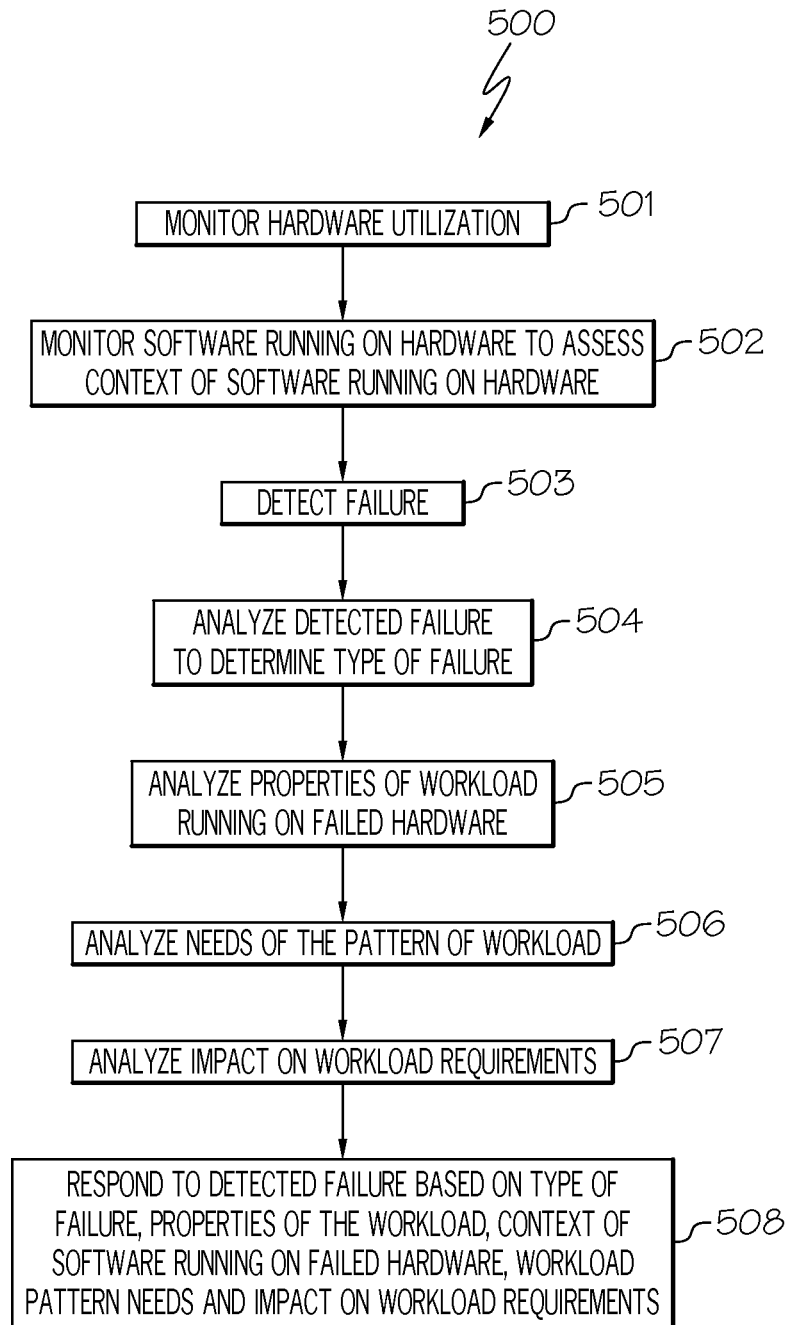 500
MONITOR HARDWARE UTILIZATION
501
MONITOR SOFTWARE RUNNING ON HARDWARE TO ASSESS
CONTEXT OF SOFTWARE RUNNING ON HARDWARE
502
DETECT FAILURE
503
ANALYZE DETECTED FAILURE
TO DETERMINE TYPE OF FAILURE
504
ANALYZE PROPERTIES OF WORKLOAD
RUNNING ON FAILED HARDWARE
505
ANALYZE NEEDS OF THE PATTERN OF WORKLOAD
506
ANALYZE IMPACT ON WORKLOAD REQUIREMENTS
507
RESPOND TO DETECTED FAILURE BASED ON TYPE OF
FAILURE, PROPERTIES OF THE WORKLOAD, CONTEXT OF
SOFTWARE RUNNING ON FAILED HARDWARE, WORKLOAD
PATTERN NEEDS AND IMPACT ON WORKLOAD REQUIREMENTS
508